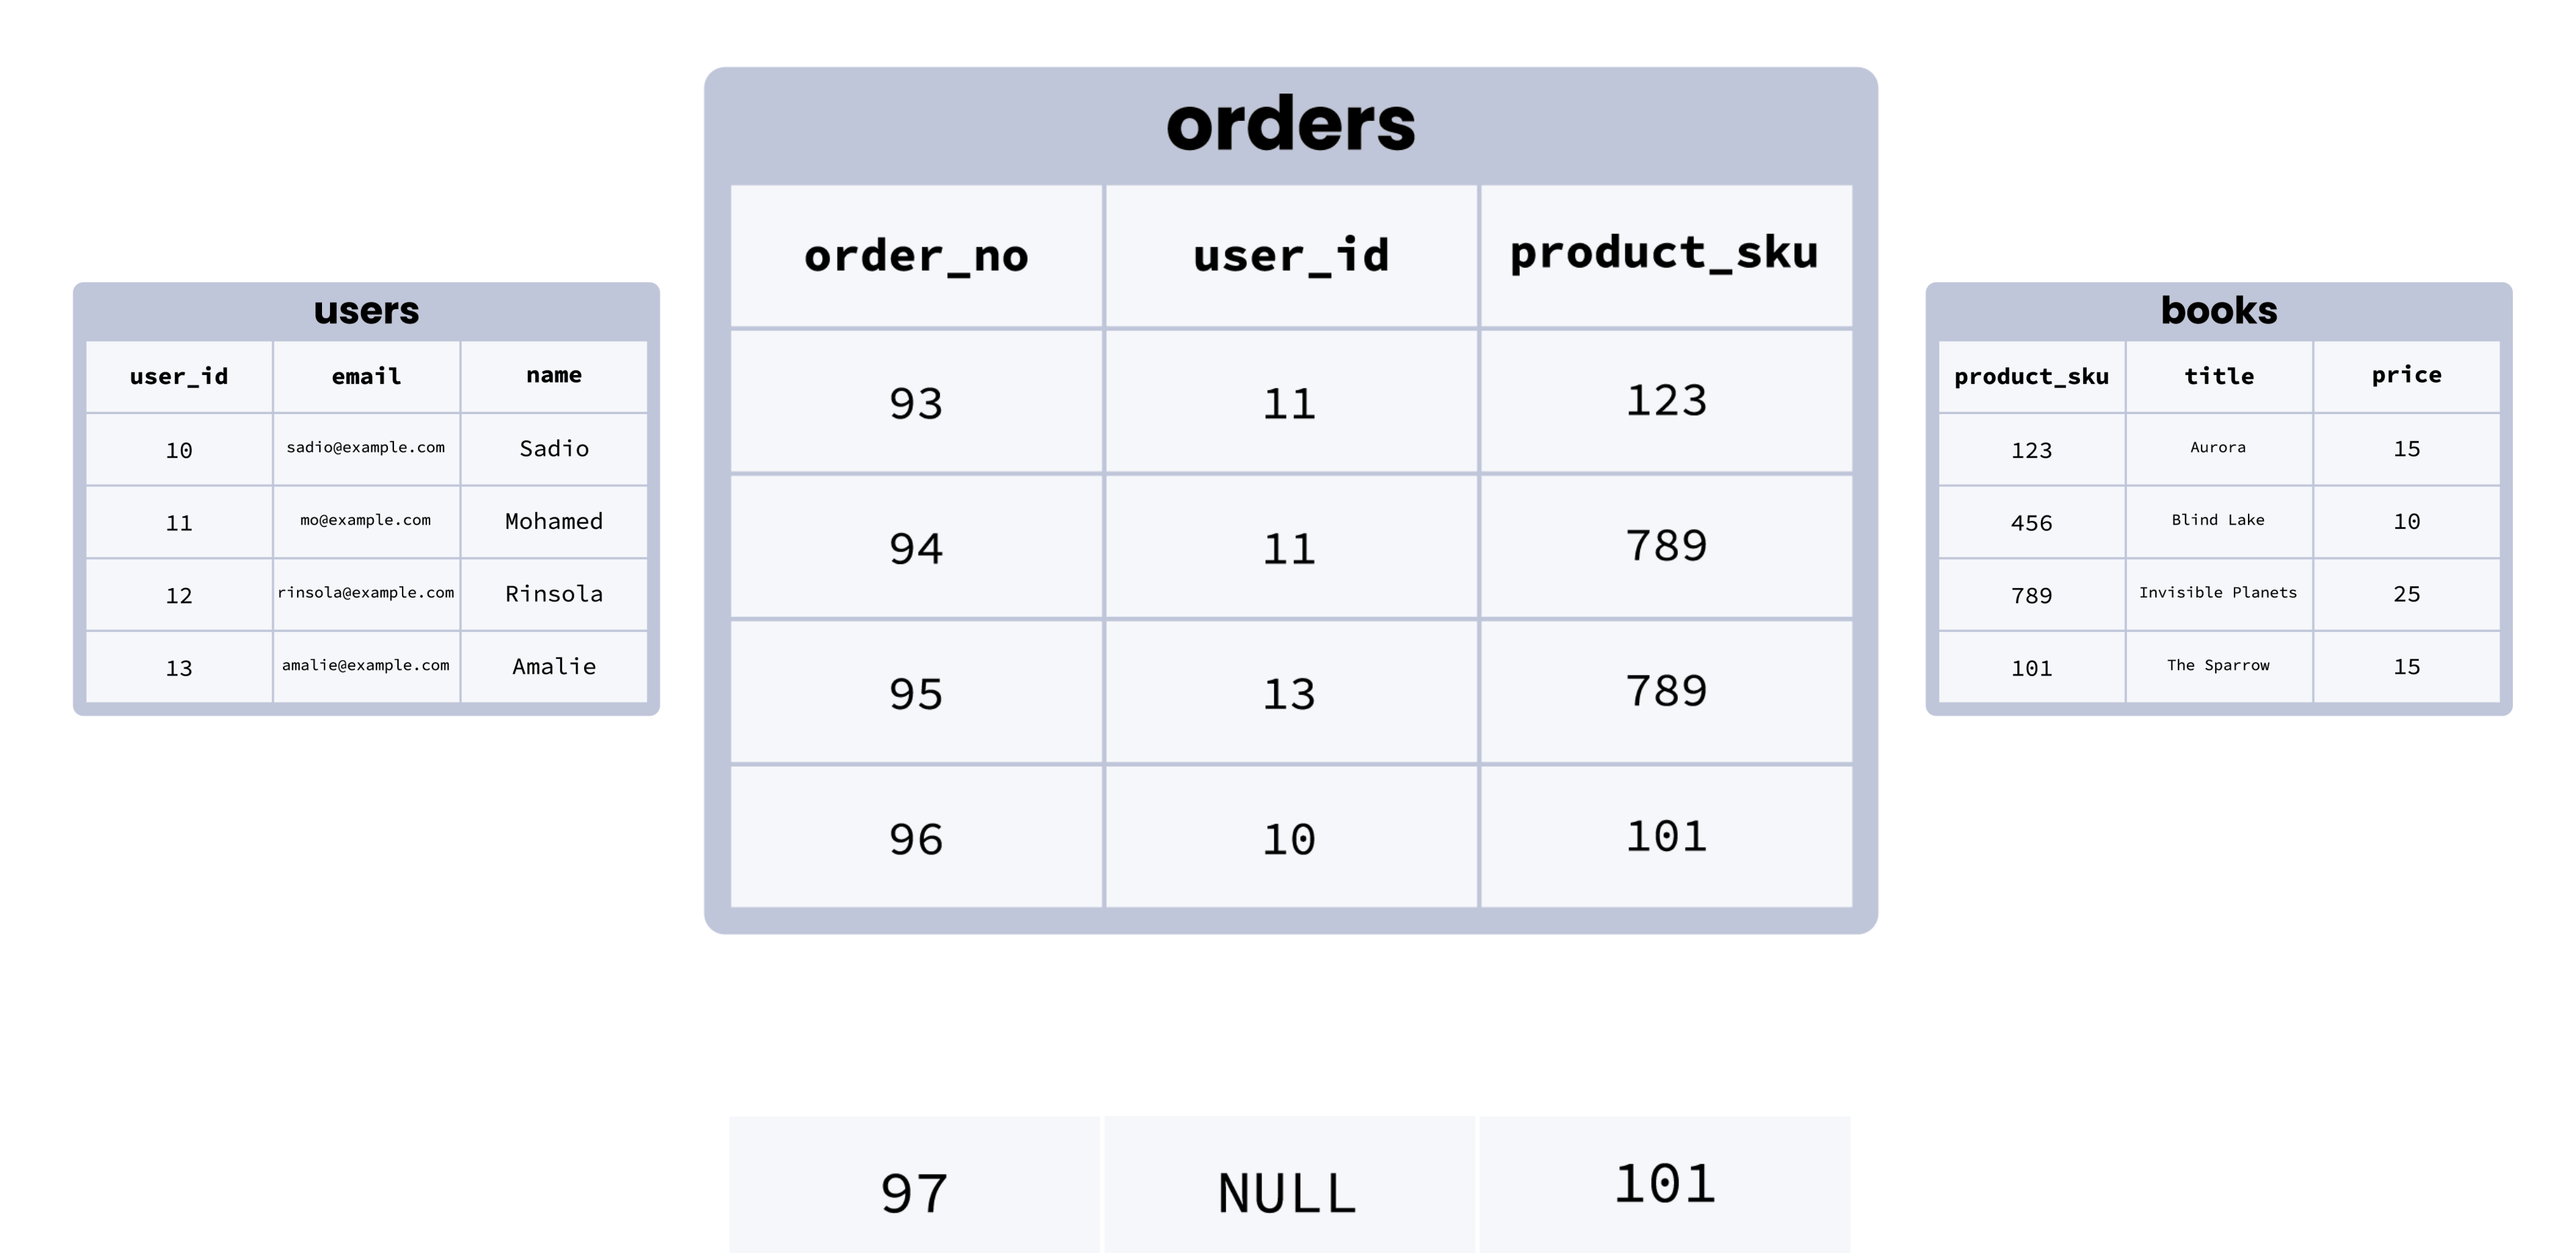 orders
order_no user_id product_sku
93 11 123
94 11 789
95 13 789
96 10 101
users
user_id email name
10 sadio@example.com Sadio
11 mo@example.com Mohamed
12 rinsola@example.com Rinsola
13 amalie@example.com Amalie
books
product_sku title price
123 Aurora 15
456 Blind Lake 10
789 Invisible Planets 25
101 The Sparrow 15
97 NULL 101